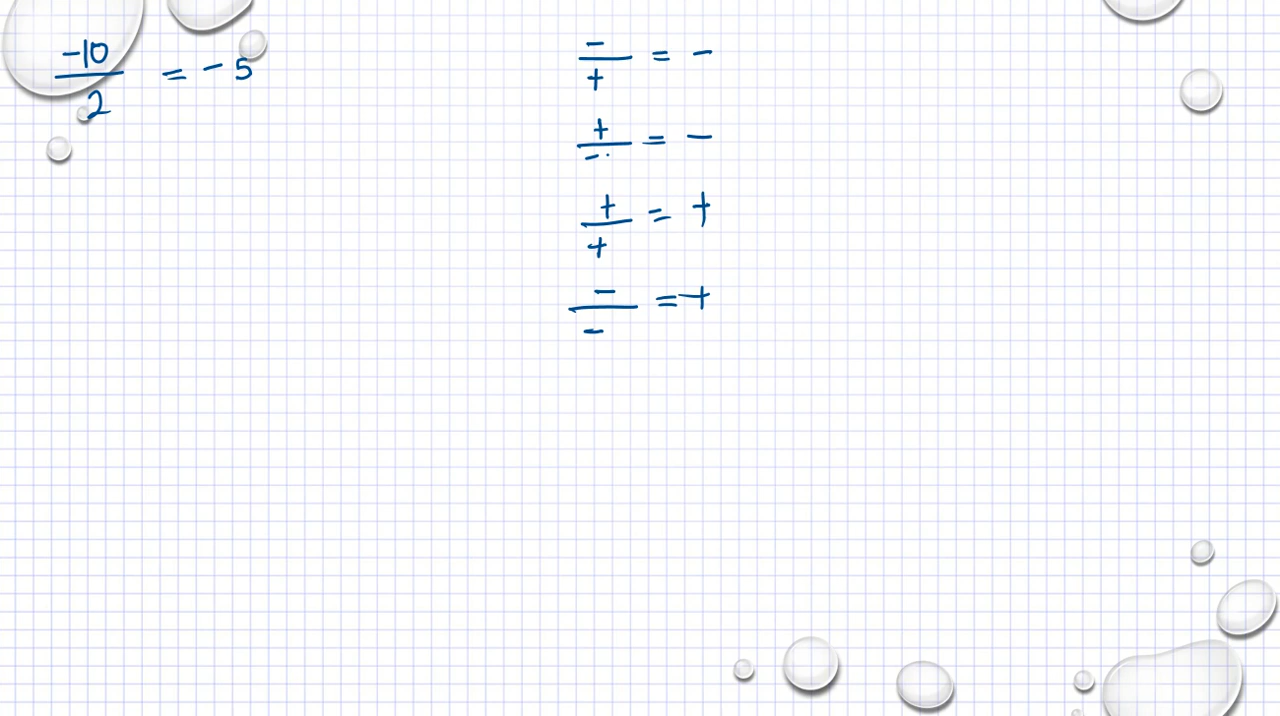 -10/2 = -5
-/+ = -
+/- = -
+/+ = +
-/- = +